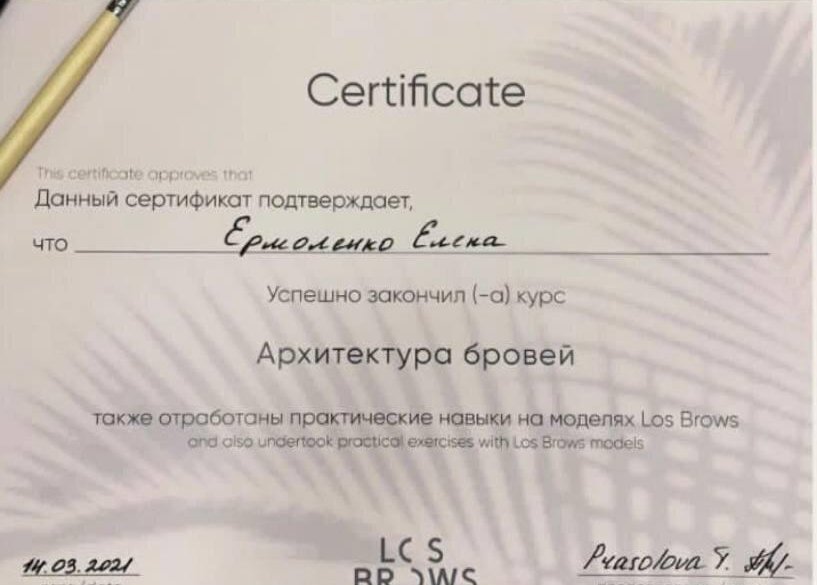 Certificate
This certificate approves that
Данный сертификат подтверждает,
что Ермоленко Елена
Успешно закончил (-а) курс
Архитектура бровей
также отработаны практические навыки на моделях Los Brows
and also undertook practical exercises with Los Brows models
LOS
14.03.2021 BROWS Prasolova T.